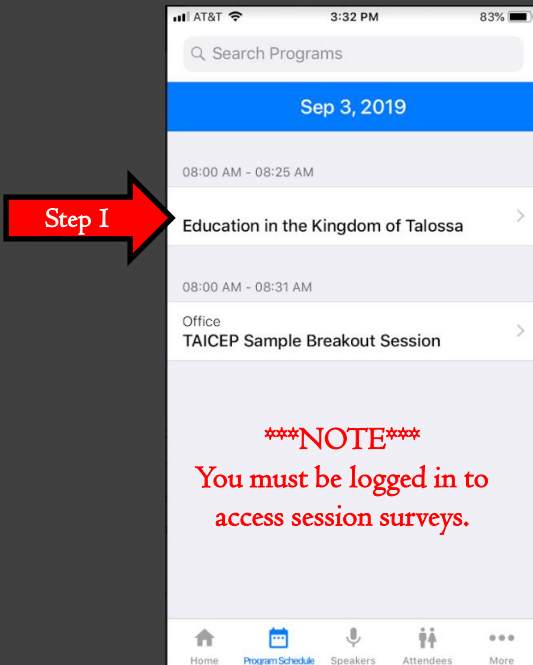 AT&T 3:32 PM 83%
Search Programs
Sep 3, 2019
08:00 AM - 08:25 AM
Step 1
Education in the Kingdom of Talossa
08:00 AM - 08:31 AM
Office
TAICEP Sample Breakout Session
***NOTE***
You must be logged in to
access session surveys.
Home Program Schedule Speakers Attendees More